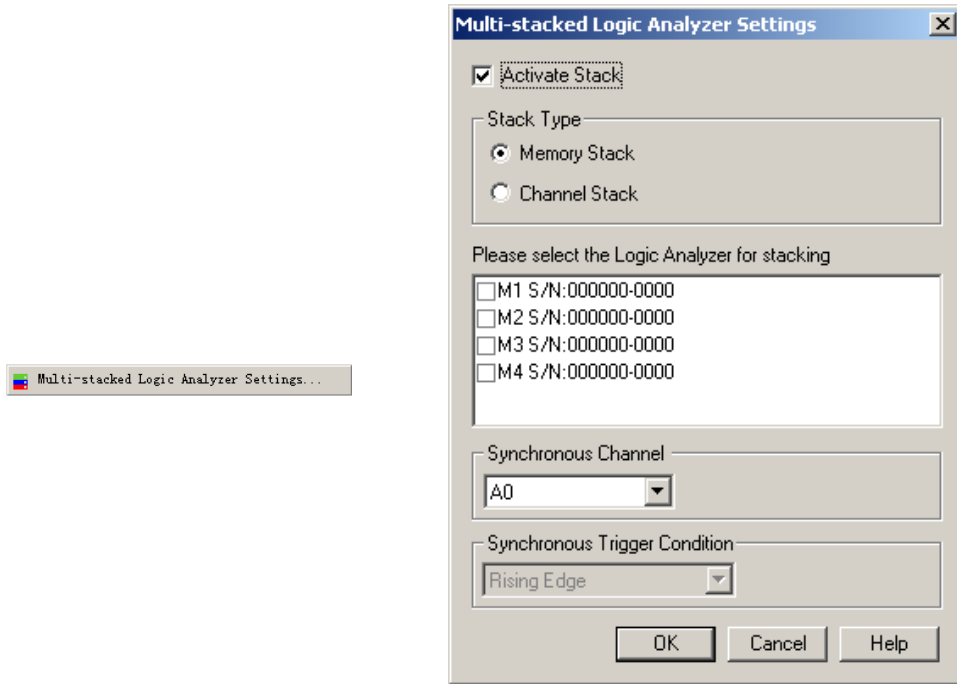 Multi-stacked Logic Analyzer Settings...
Multi-stacked Logic Analyzer Settings
Activate Stack
Stack Type
Memory Stack
Channel Stack
Please select the Logic Analyzer for stacking
M1 S/N:000000-0000
M2 S/N:000000-0000
M3 S/N:000000-0000
M4 S/N:000000-0000
Synchronous Channel
A0
Synchronous Trigger Condition
Rising Edge
OK Cancel Help